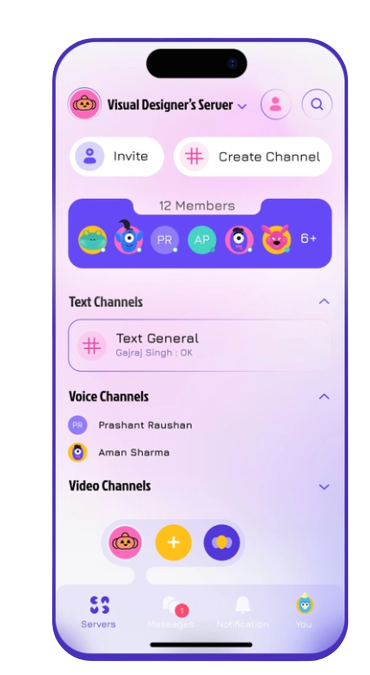 Visual Designer's Server
Invite
Create Channel
12 Members
PR
AP
6+
Text Channels
Text General
Gajraj Singh : OK
Voice Channels
PR
Prashant Raushan
Aman Sharma
Video Channels
1
Servers
Messages
Notification
You